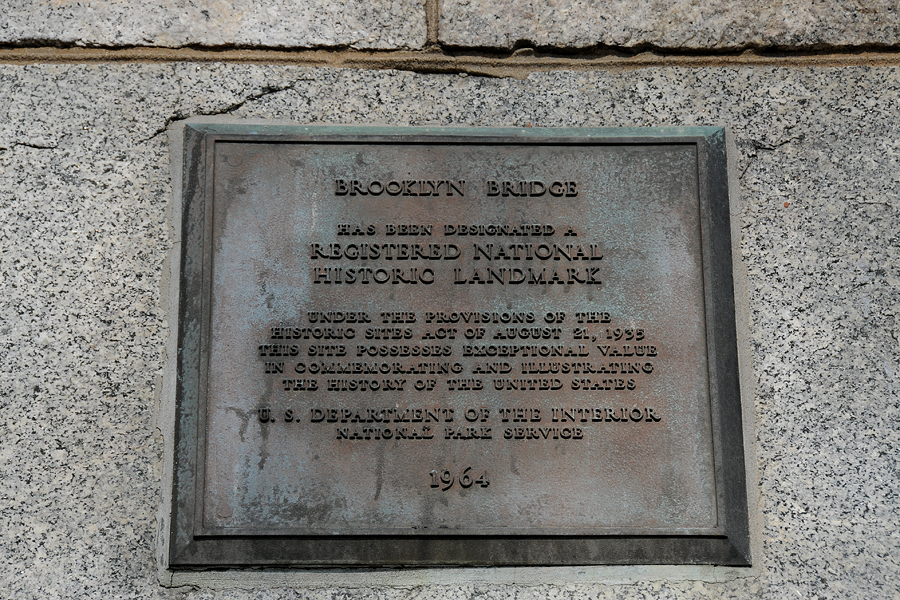 BROOKLYN BRIDGE
HAS BEEN DESIGNATED A
REGISTERED NATIONAL
HISTORIC LANDMARK
UNDER THE PROVISIONS OF THE
HISTORIC SITES ACT OF AUGUST 21, 1935
THIS SITE POSSESSES EXCEPTIONAL VALUE
IN COMMEMORATING AND ILLUSTRATING
THE HISTORY OF THE UNITED STATES
U. S. DEPARTMENT OF THE INTERIOR
NATIONAL PARK SERVICE
1964